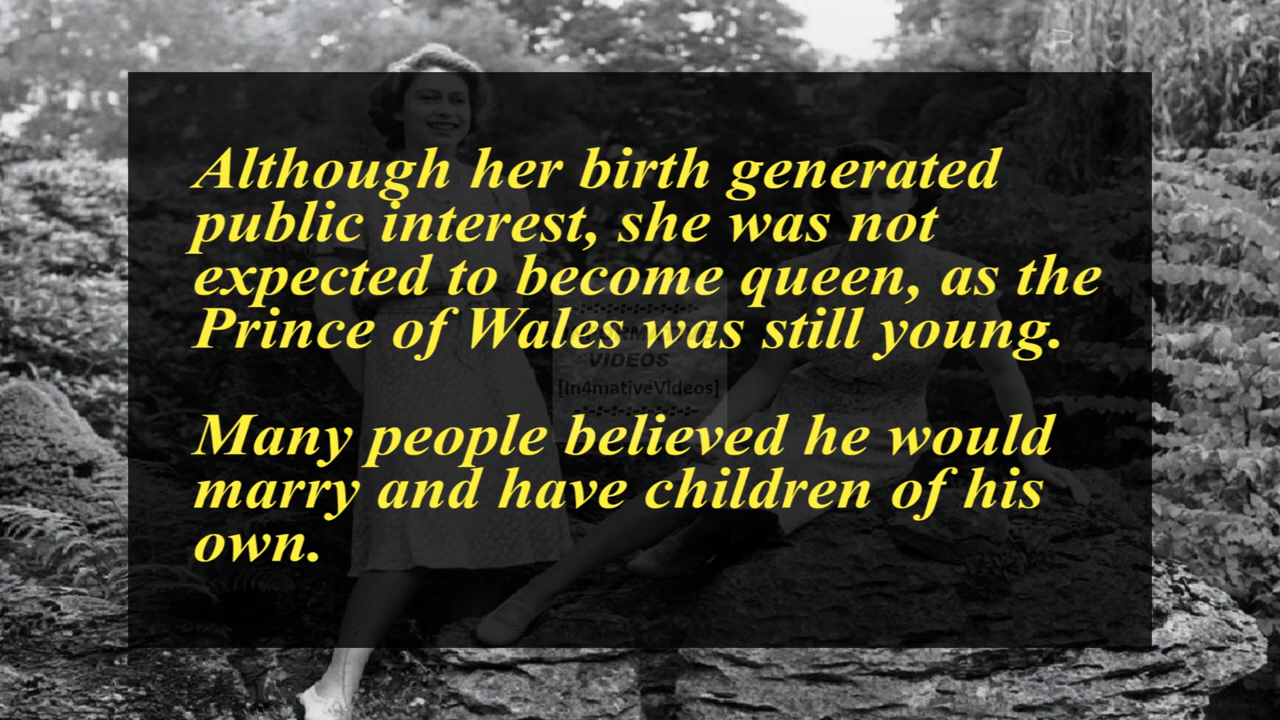 Although her birth generated
public interest, she was not
expected to become queen, as the
Prince of Wales was still young.
VIDEOS
[In4mativeVideos]
Many people believed he would
marry and have children of his
own.